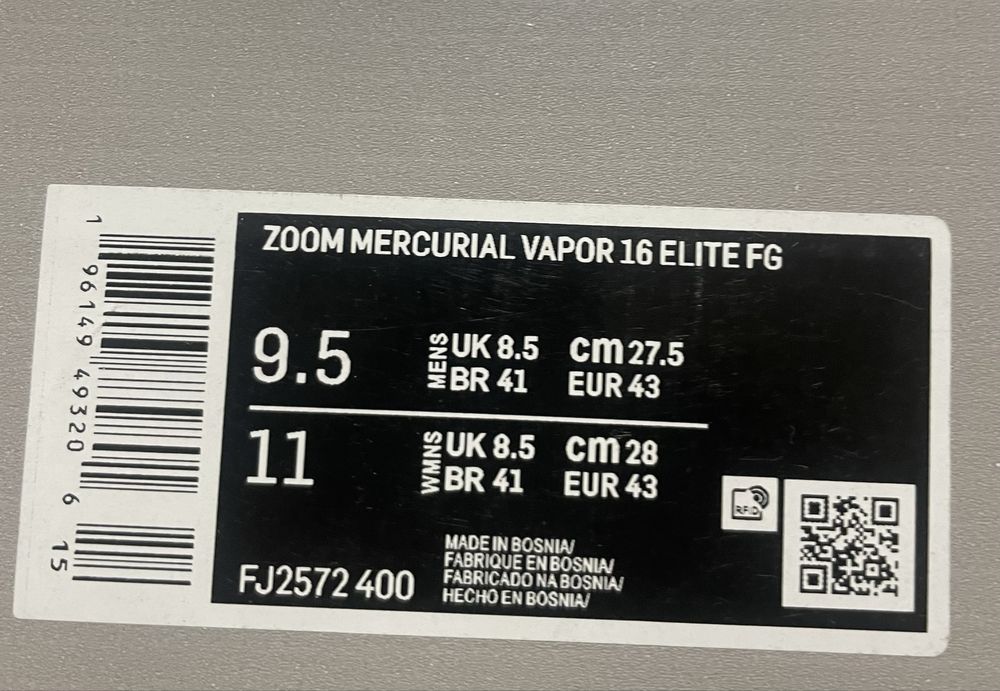 ZOOM MERCURIAL VAPOR 16 ELITE FG
9.5
MENS
UK 8.5 cm 27.5
BR 41 EUR 43
11
WMNS
UK 8.5 cm 28
BR 41 EUR 43
FJ2572 400
MADE IN BOSNIA/
FABRIQUE EN BOSNIA/
FABRICADO NA BOSNIA/
HECHO EN BOSNIA/
RFID
1 96149 49320 6 15